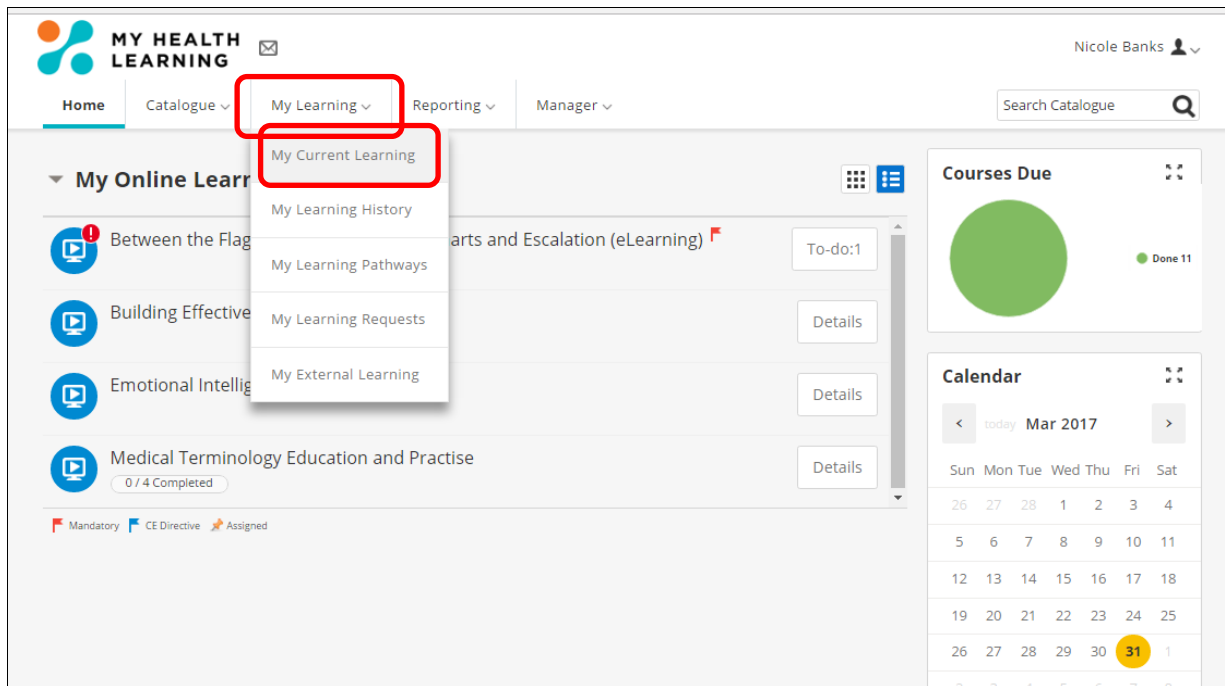 MY HEALTH
LEARNING
Nicole Banks
Home Catalogue My Learning Reporting Manager
Search Catalogue
My Current Learning
My Learning History
My Learning Pathways
My Learning Requests
My External Learning
My Online Learn
Between the Flag arts and Escalation (eLearning)
To-do:1
Building Effective
Details
Emotional Intellig
Details
Medical Terminology Education and Practise
0 / 4 Completed
Details
Mandatory CE Directive Assigned
Courses Due
Done 11
Calendar
< today Mar 2017 >
Sun Mon Tue Wed Thu Fri Sat
26 27 28 1 2 3 4
5 6 7 8 9 10 11
12 13 14 15 16 17 18
19 20 21 22 23 24 25
26 27 28 29 30 31 1